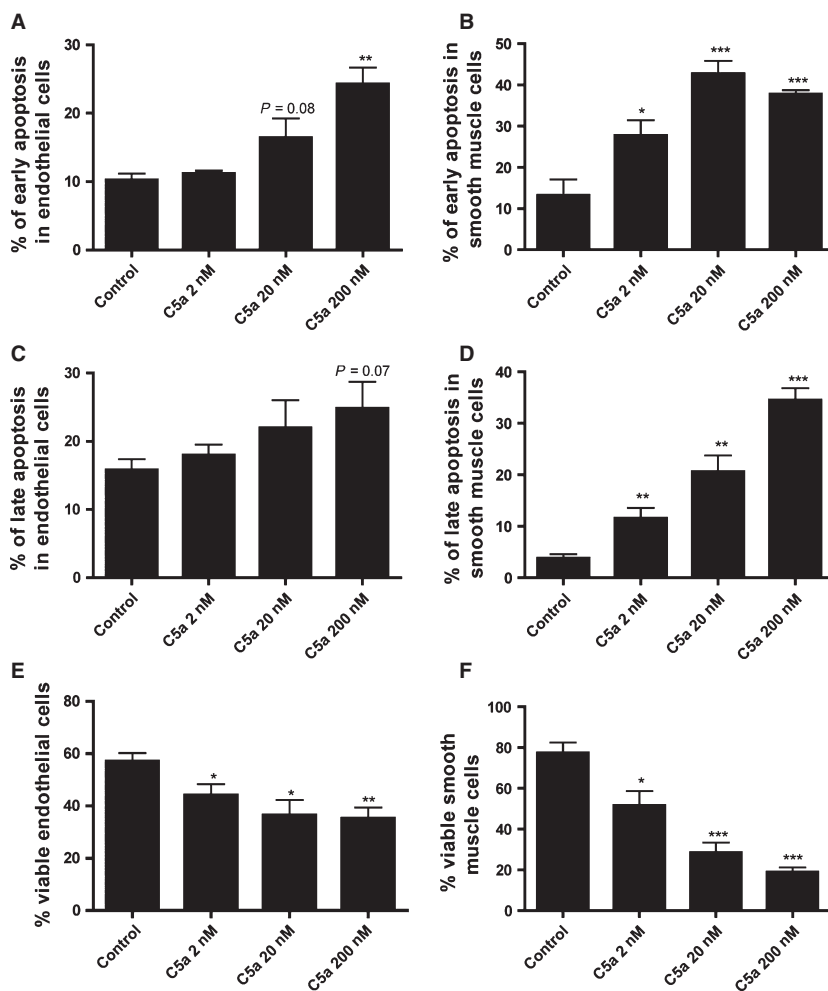 A
% of early apoptosis
in endothelial cells
30
20
10
0
P = 0.08
**
Control
C5a 2 nM
C5a 20 nM
C5a 200 nM
B
% of early apoptosis in
smooth muscle cells
50
40
30
20
10
0
*
***
***
Control
C5a 2 nM
C5a 20 nM
C5a 200 nM
C
% of late apoptosis
in endothelial cells
30
20
10
0
P = 0.07
Control
C5a 2 nM
C5a 20 nM
C5a 200 nM
D
% of late apoptosis in
smooth muscle cells
40
30
20
10
0
**
**
***
Control
C5a 2 nM
C5a 20 nM
C5a 200 nM
E
% viable endothelial cells
80
60
40
20
0
*
*
**
Control
C5a 2 nM
C5a 20 nM
C5a 200 nM
F
% viable smooth
muscle cells
100
80
60
40
20
0
*
***
***
Control
C5a 2 nM
C5a 20 nM
C5a 200 nM